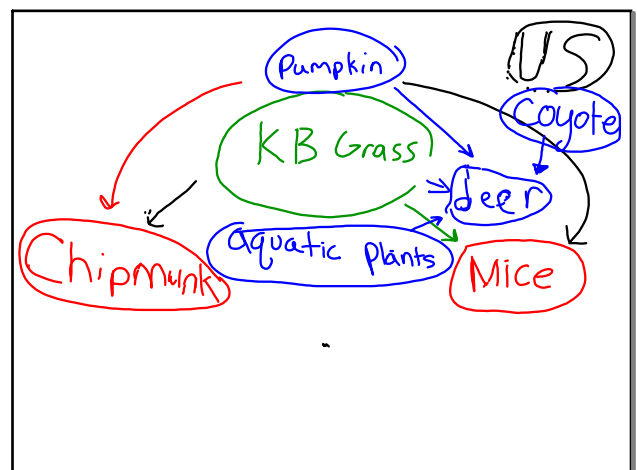 US
Pumpkin
Coyote
KB Grass
deer
aquatic plants
Chipmunk
Mice